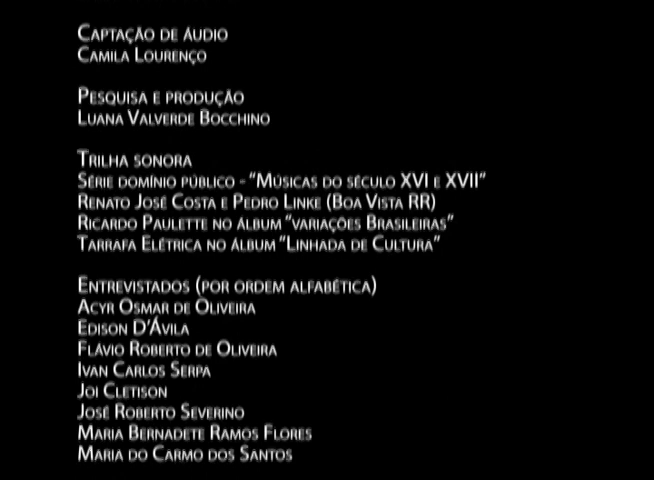 Captação de áudio
Camila Lourenço
Pesquisa e produção
Luana Valverde Bocchino
Trilha sonora
Série domínio público - "Músicas do século XVI e XVII"
Renato José Costa e Pedro Linke (Boa Vista RR)
Ricardo Paulette no álbum "variações Brasileiras"
Tarrafa Elétrica no álbum "Linhada de Cultura"
Entrevistados (por ordem alfabética)
Acyr Osmar de Oliveira
Edison D'Ávila
Flávio Roberto de Oliveira
Ivan Carlos Serpa
Joi Cletison
José Roberto Severino
Maria Bernadete Ramos Flores
Maria do Carmo dos Santos